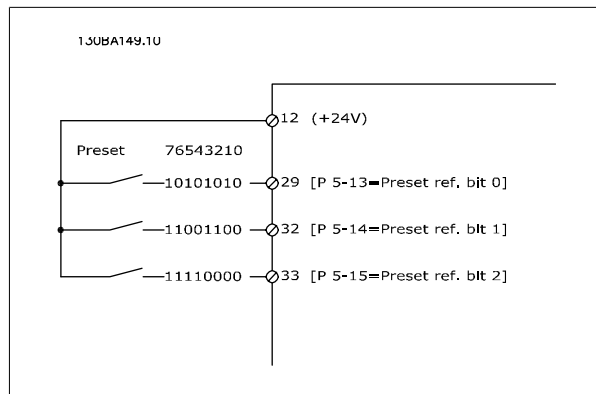 130BA149.10
12 (+24V)
Preset 76543210
10101010 29 [P 5-13=Preset ref. bit 0]
11001100 32 [P 5-14=Preset ref. bit 1]
11110000 33 [P 5-15=Preset ref. bit 2]